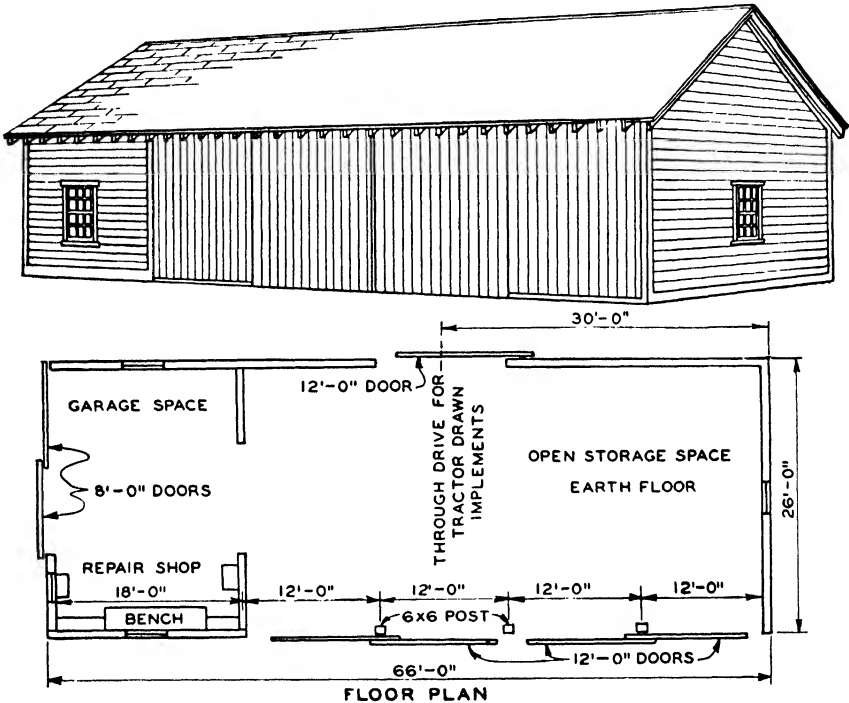 30'-0"
12'-0" DOOR
GARAGE SPACE
THROUGH DRIVE FOR
TRACTOR DRAWN
IMPLEMENTS
OPEN STORAGE SPACE
EARTH FLOOR
8'-0" DOORS
26'-0"
REPAIR SHOP
18'-0"
12'-0"
12'-0"
12'-0"
12'-0"
BENCH
6x6 POST
12'-0" DOORS
66'-0"
FLOOR PLAN